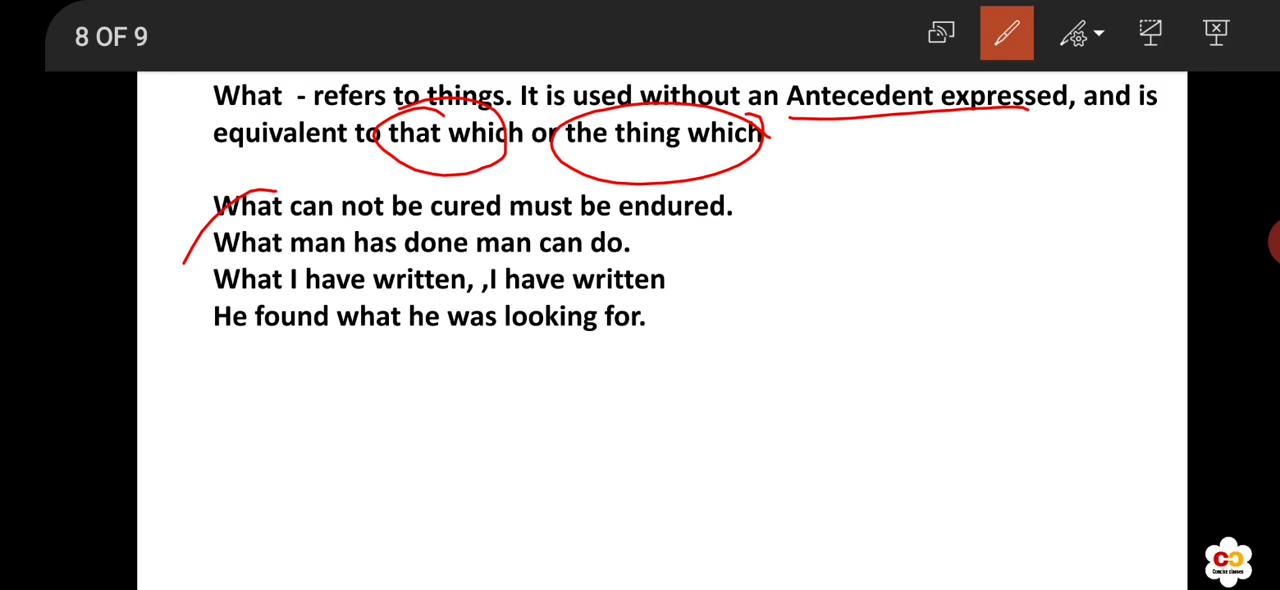 8 OF 9
What - refers to things. It is used without an Antecedent expressed, and is
equivalent to that which or the thing which
What can not be cured must be endured.
What man has done man can do.
What I have written, ,I have written
He found what he was looking for.
Concise classes